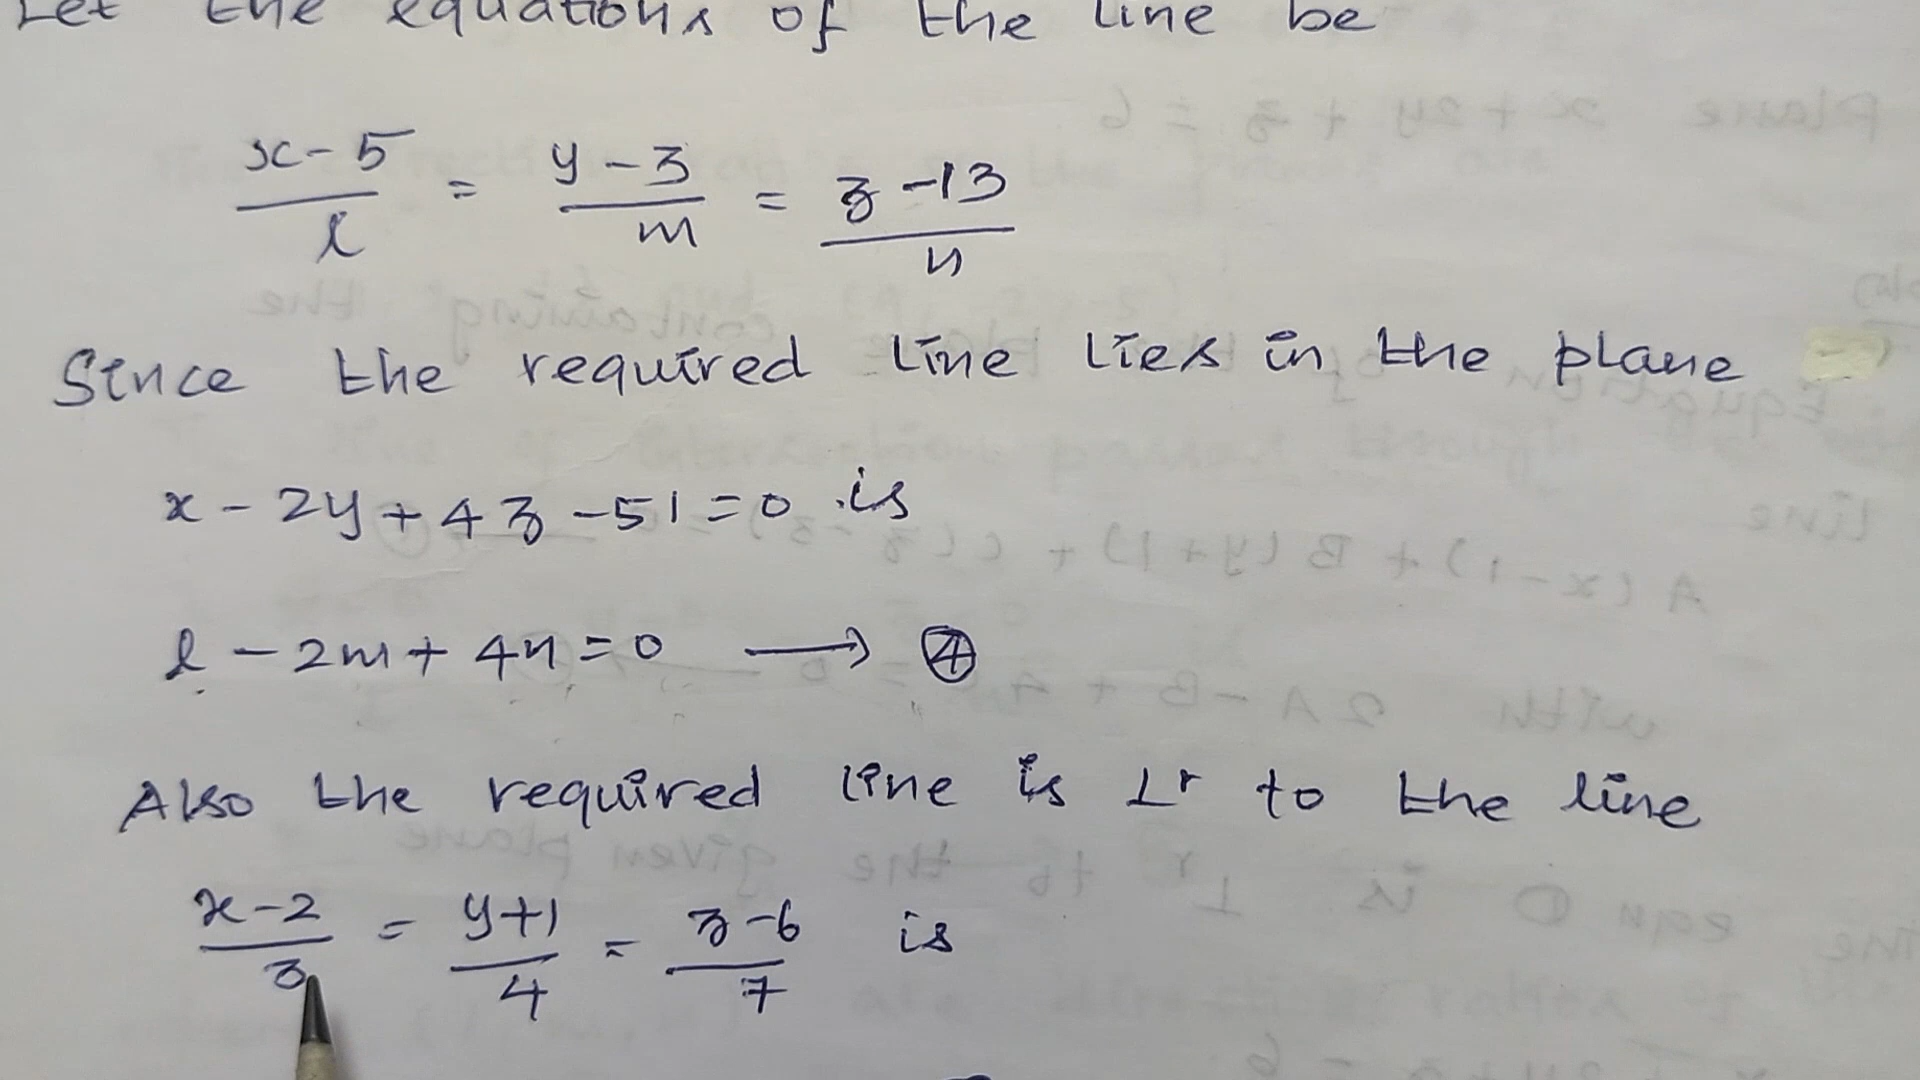 Let the equations of the line be
x-5/l = y-3/m = z-13/n
Since the required line lies in the plane
x - 2y + 4z - 51 = 0 is
l - 2m + 4n = 0 → ④
Also the required line is ⊥r to the line
x-2/3 = y+1/4 = z-6/7 is